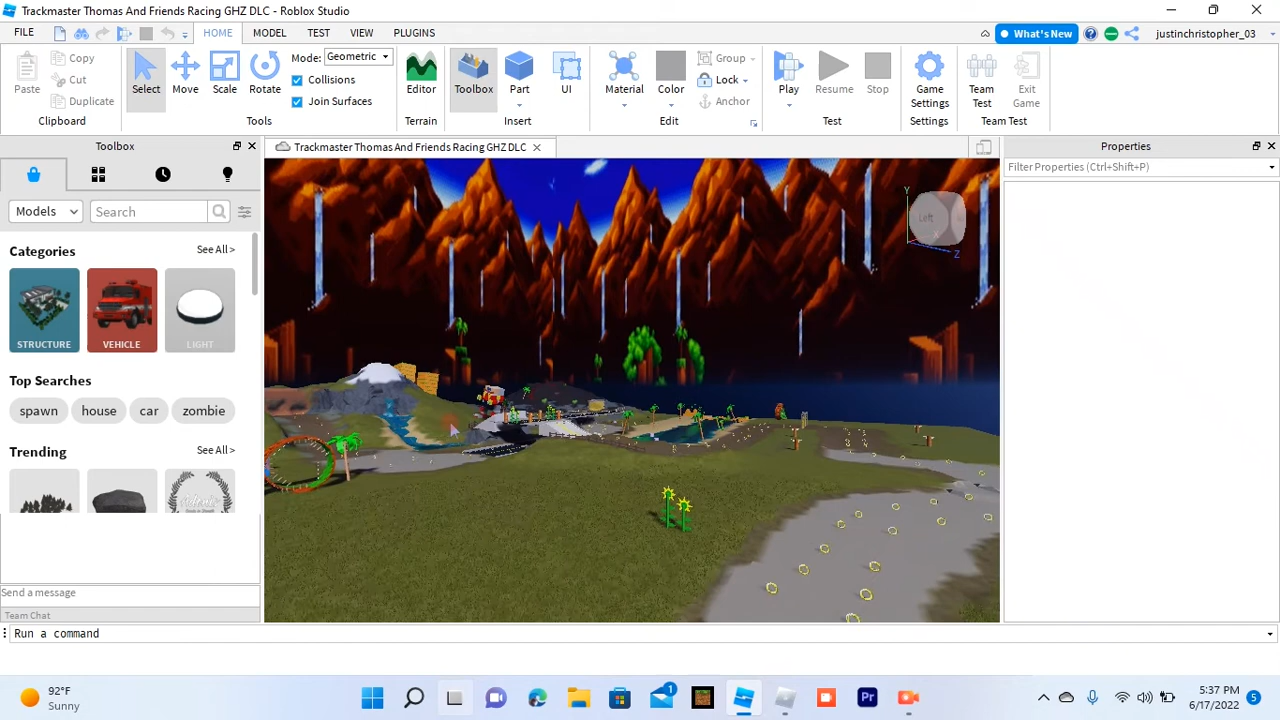 Trackmaster Thomas And Friends Racing GHZ DLC - Roblox Studio
FILE HOME MODEL TEST VIEW PLUGINS What's New justinchristopher_03
Paste Copy Cut Duplicate
Clipboard
Select Move Scale Rotate
Mode: Geometric
Collisions
Join Surfaces
Tools
Editor
Terrain
Toolbox Part UI
Insert
Material Color Group Lock Anchor
Edit
Play Resume Stop
Test
Game Settings
Settings
Team Test Exit Game
Team Test
Toolbox
Trackmaster Thomas And Friends Racing GHZ DLC
Properties
Filter Properties (Ctrl+Shift+P)
Models Search
Categories See All >
STRUCTURE VEHICLE LIGHT
Top Searches
spawn house car zombie
Trending See All >
Y
Left
X
Z
Send a message
Team Chat
Run a command
92°F
Sunny
1
Pr
5:37 PM
6/17/2022
5